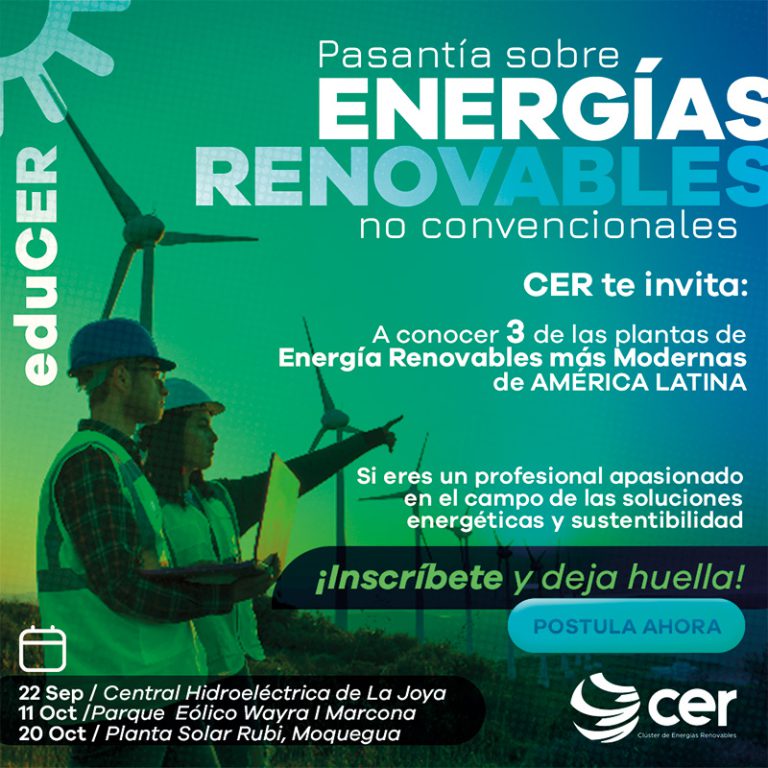 eduCER
Pasantía sobre
ENERGÍAS
RENOVABLES
no convencionales
CER te invita:
A conocer 3 de las plantas de
Energía Renovables más Modernas
de AMÉRICA LATINA
Si eres un profesional apasionado
en el campo de las soluciones
energéticas y sustentibilidad
¡Inscríbete y deja huella!
POSTULA AHORA
22 Sep / Central Hidroeléctrica de La Joya
11 Oct /Parque Eólico Wayra I Marcona
20 Oct / Planta Solar Rubí, Moquegua
cer
Clúster de Energías Renovables